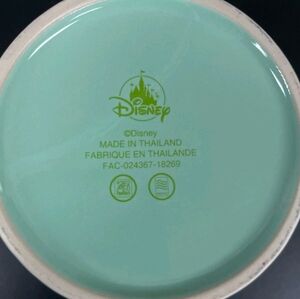 Disney
©Disney
MADE IN THAILAND
FABRIQUE EN THAILANDE
FAC-024367-18269